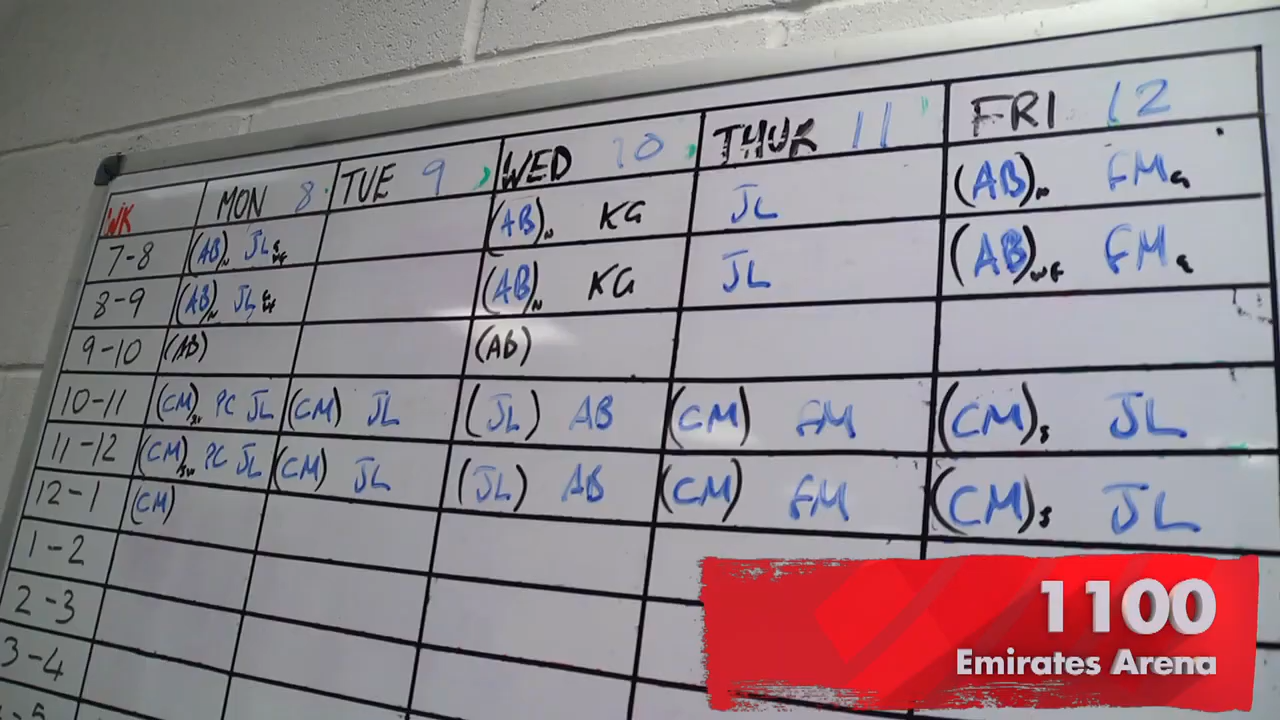 WK MON 8 TUE 9 WED 10 THUR 11 FRI 12
7-8 (AB)N JL (AB)N KG JL (AB)N FMG
8-9 (AB)N JL (AB)N KG JL (AB)WF FMG
9-10 (AB) (AB)
10-11 (CM) PC JL (CM) JL (JL) AB (CM) FM (CM)S JL
11-12 (CM) PC JL (CM) JL (JL) AB (CM) FM (CM)S JL
12-1 (CM)
1-2
2-3
3-4
1100
Emirates Arena